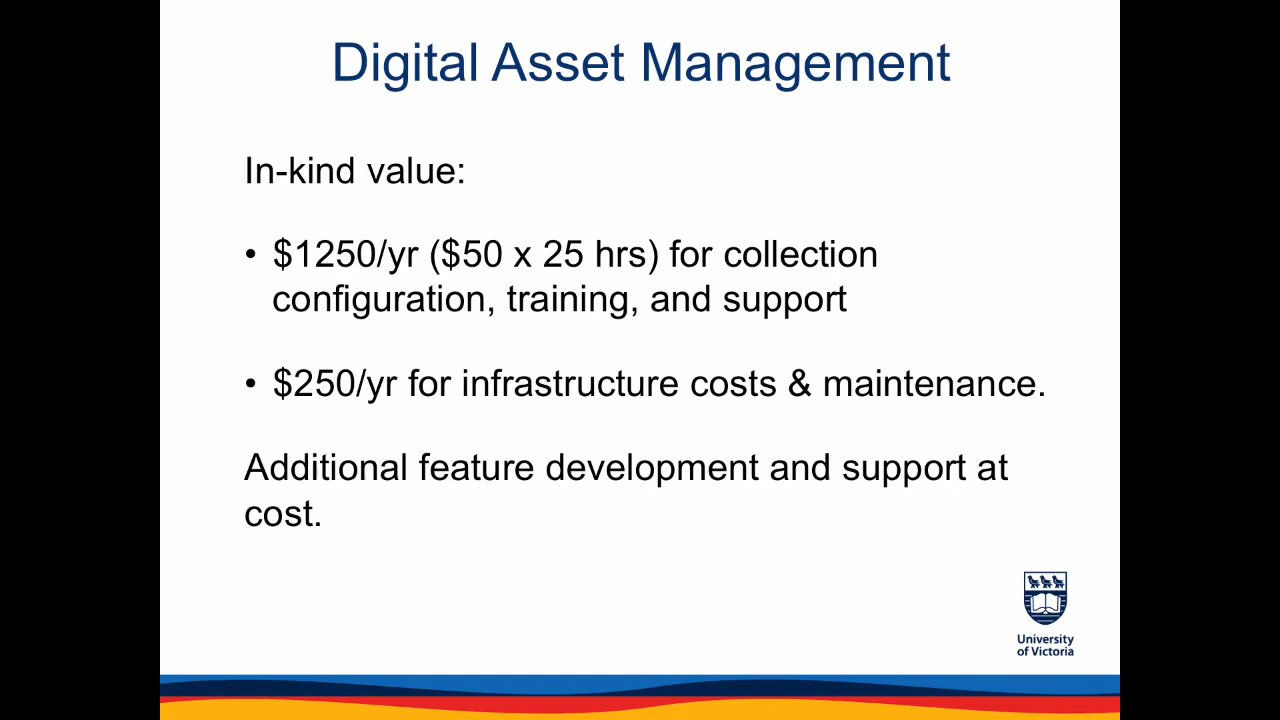 Digital Asset Management
In-kind value:
• $1250/yr ($50 x 25 hrs) for collection
configuration, training, and support
• $250/yr for infrastructure costs & maintenance.
Additional feature development and support at
cost.
University
of Victoria